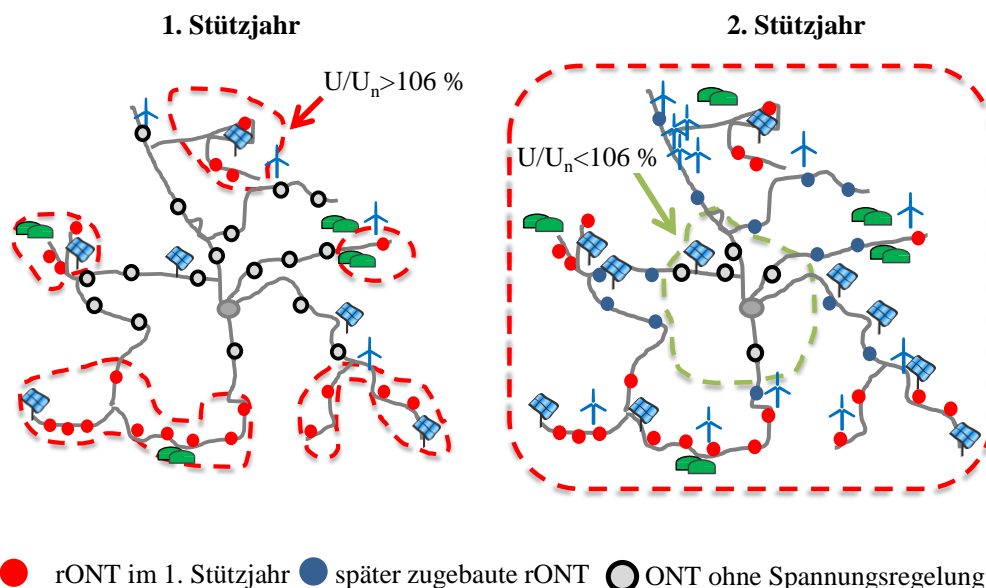 1. Stützjahr
2. Stützjahr
U/Un>106 %
U/Un<106 %
rONT im 1. Stützjahr
später zugebaute rONT
ONT ohne Spannungsregelung